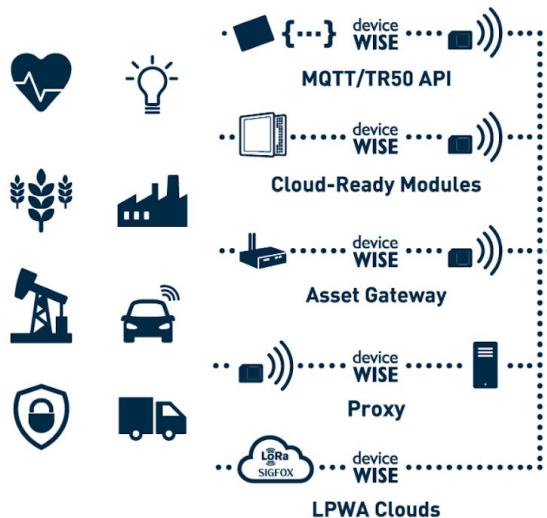 {...} device
WISE
MQTT/TR50 API
device
WISE
Cloud-Ready Modules
device
WISE
Asset Gateway
device
WISE
Proxy
LoRa
SIGFOX
device
WISE
LPWA Clouds